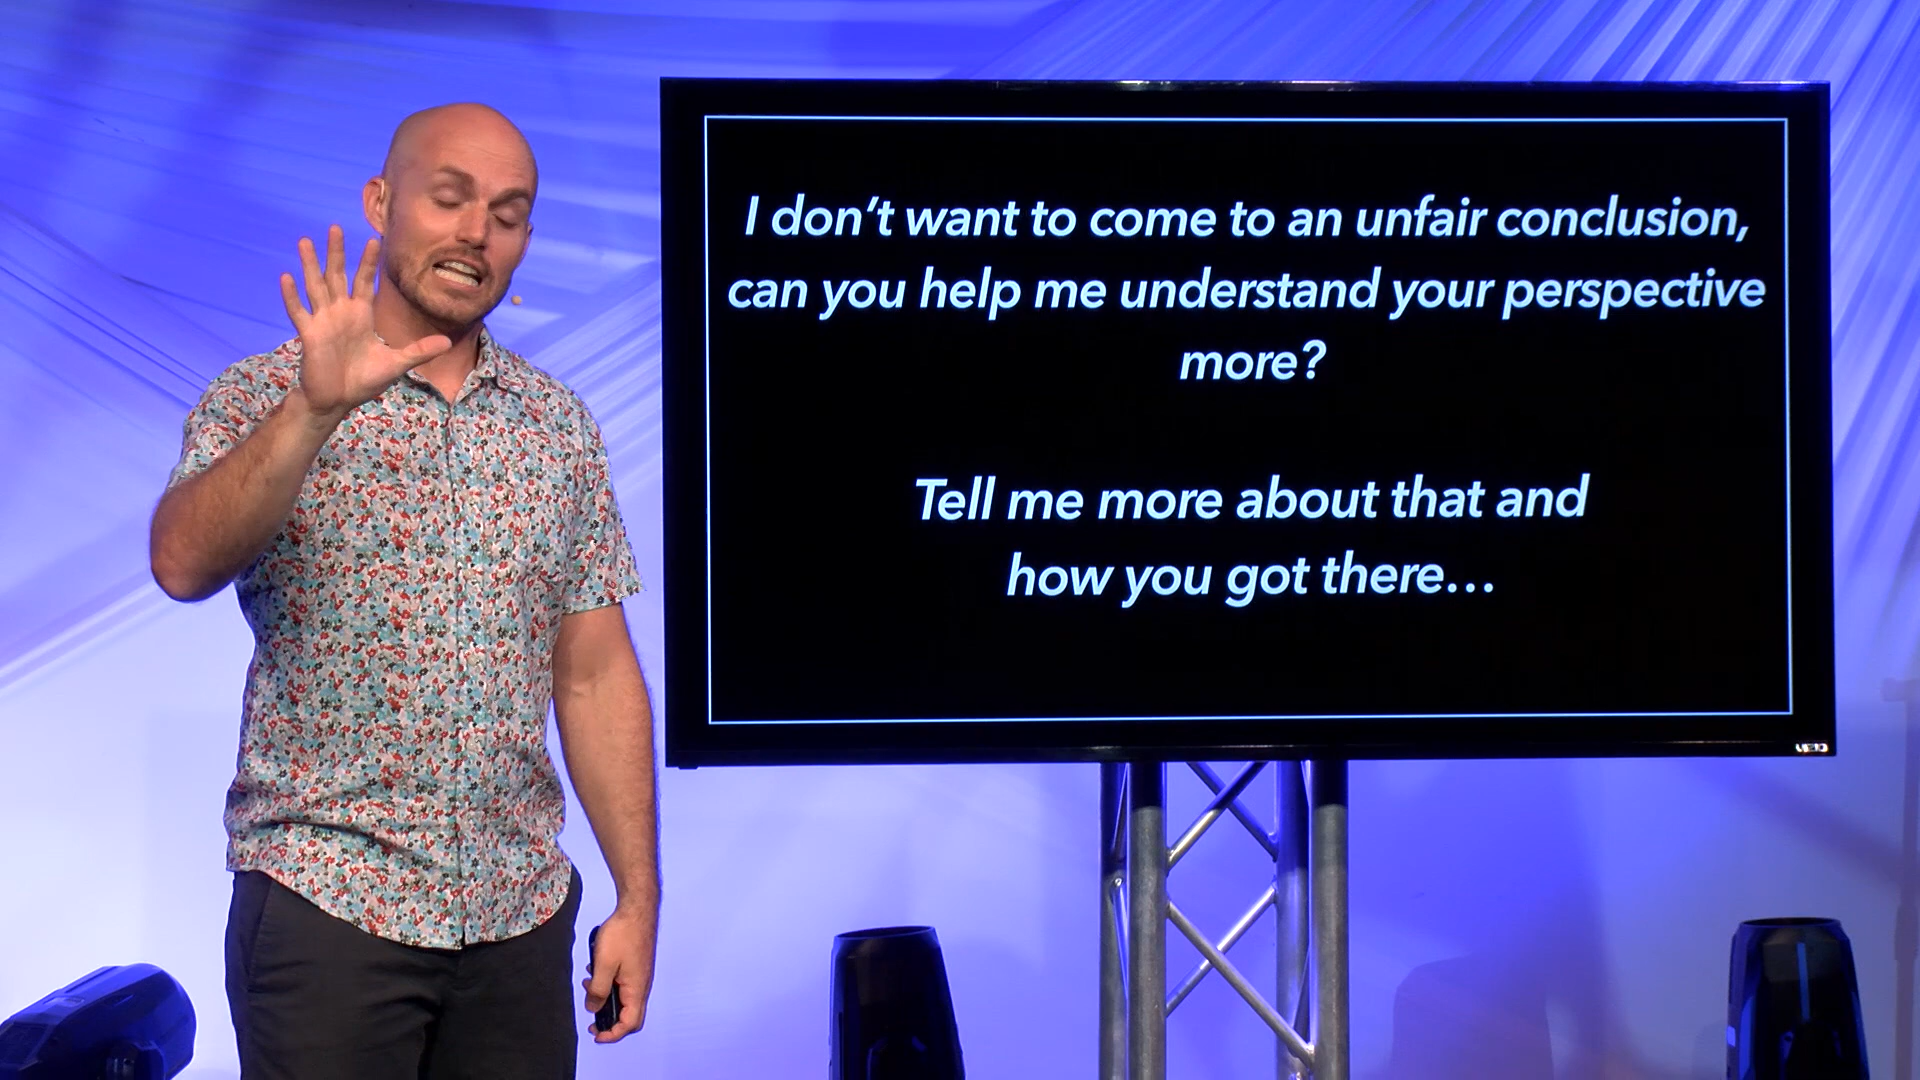 I don't want to come to an unfair conclusion,
can you help me understand your perspective
more?
Tell me more about that and
how you got there...
VIZIO